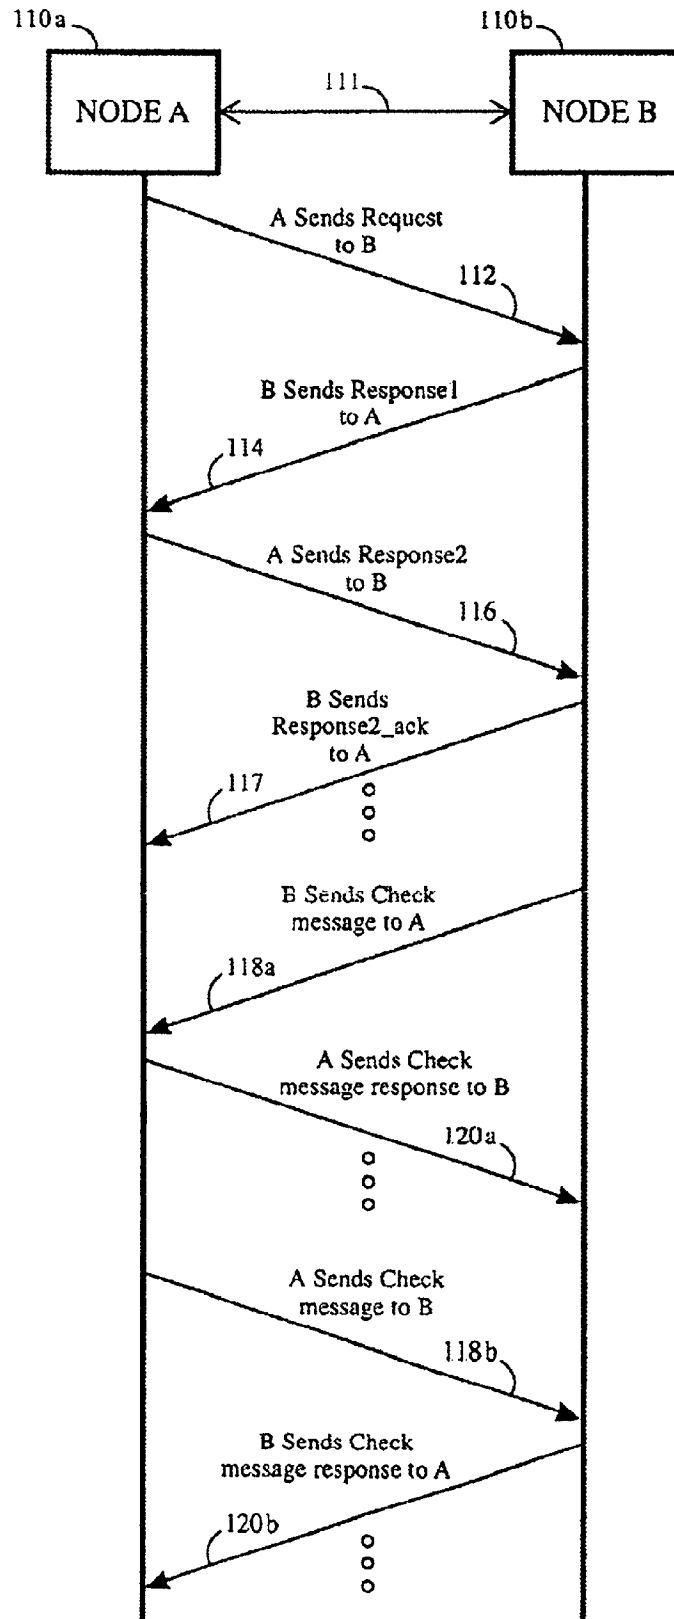 110a
110b
111
NODE A
NODE B
A Sends Request
to B
112
B Sends Response1
to A
114
A Sends Response2
to B
116
B Sends
Response2_ack
to A
117
B Sends Check
message to A
118a
A Sends Check
message response to B
120a
A Sends Check
message to B
118b
B Sends Check
message response to A
120b